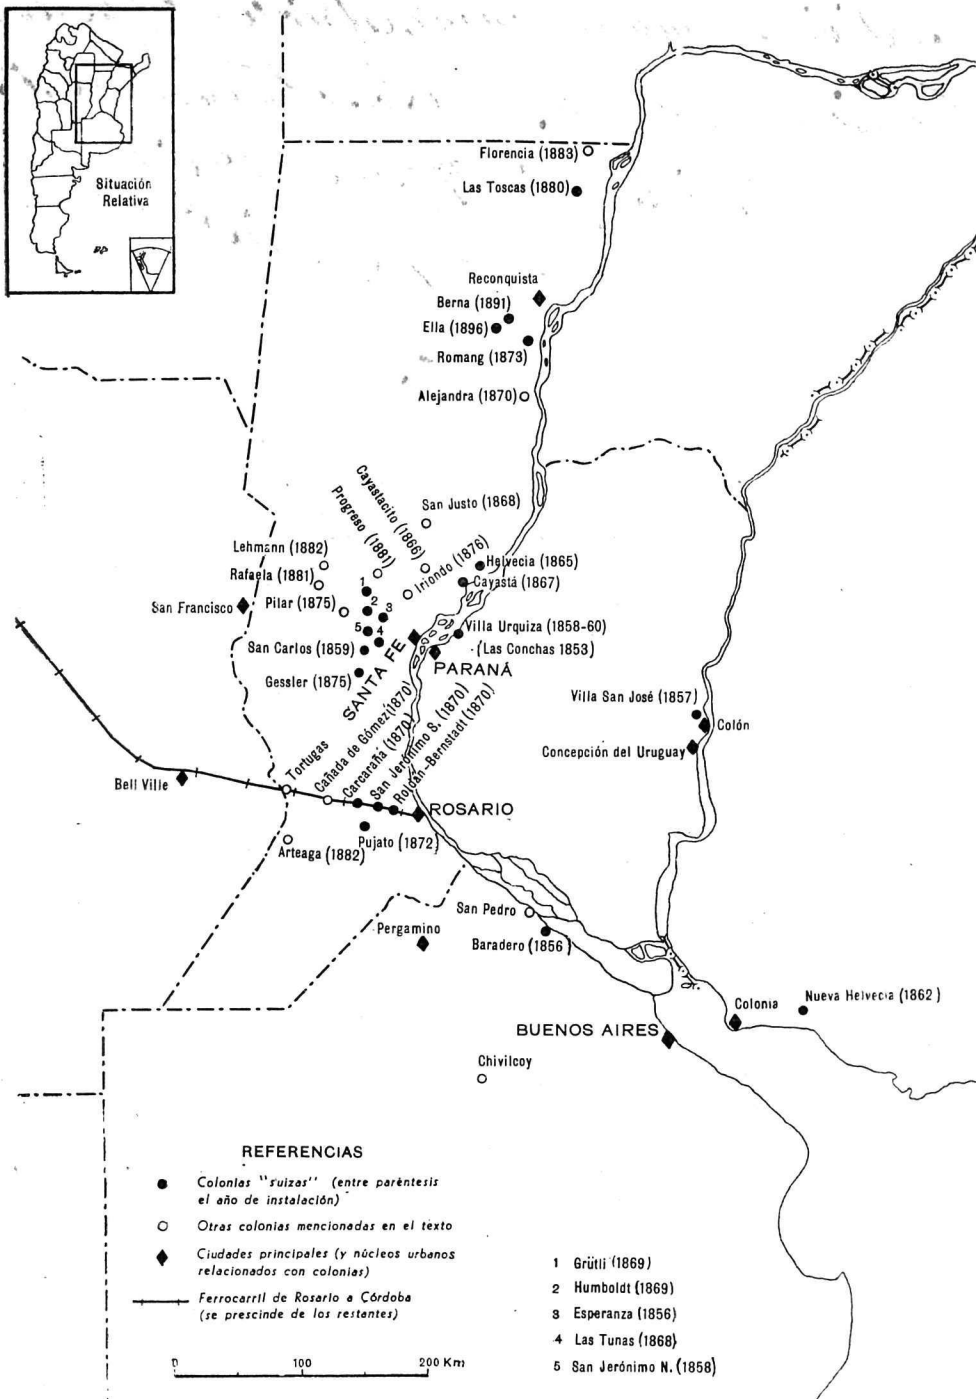 Situación
Relativa
Florencia (1883)
Las Toscas (1880)
Reconquista
Berna (1891)
Ella (1896)
Romang (1873)
Alejandra (1870)
San Justo (1868)
Cayastacito (1866)
Progreso (1881)
Lehmann (1882)
Iriondo (1876)
Helvecia (1865)
Rafaela (1881)
Cayastá (1867)
San Francisco
Pilar (1875)
1
2
3
5
4
Villa Urquiza (1858-60)
(Las Conchas 1853)
San Carlos (1859)
SANTA FE
PARANÁ
Gessler (1875)
Villa San José (1857)
Colón
Concepción del Uruguay
Tortugas
Cañada de Gómez (1870)
Carcarañá (1870)
San Jerónimo S. (1870)
Roldán-Bernstadt (1870)
Bell Ville
ROSARIO
Arteaga (1882)
Pujato (1872)
San Pedro
Pergamino
Baradero (1856)
Nueva Helvecia (1862)
Colonia
BUENOS AIRES
Chivilcoy
REFERENCIAS
Colonias "suizas" (entre paréntesis
el año de instalación)
Otras colonias mencionadas en el texto
Ciudades principales (y núcleos urbanos
relacionados con colonias)
Ferrocarril de Rosario a Córdoba
(se prescinde de los restantes)
0 100 200 Km
1 Grütli (1869)
2 Humboldt (1869)
3 Esperanza (1856)
4 Las Tunas (1868)
5 San Jerónimo N. (1858)